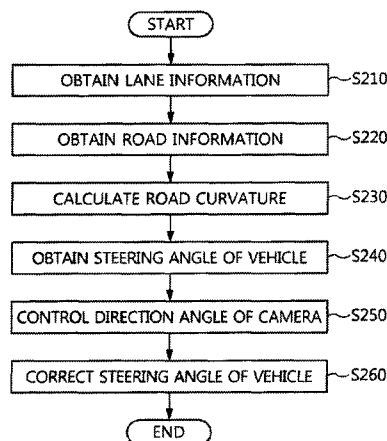 START
OBTAIN LANE INFORMATION S210
OBTAIN ROAD INFORMATION S220
CALCULATE ROAD CURVATURE S230
OBTAIN STEERING ANGLE OF VEHICLE S240
CONTROL DIRECTION ANGLE OF CAMERA S250
CORRECT STEERING ANGLE OF VEHICLE S260
END